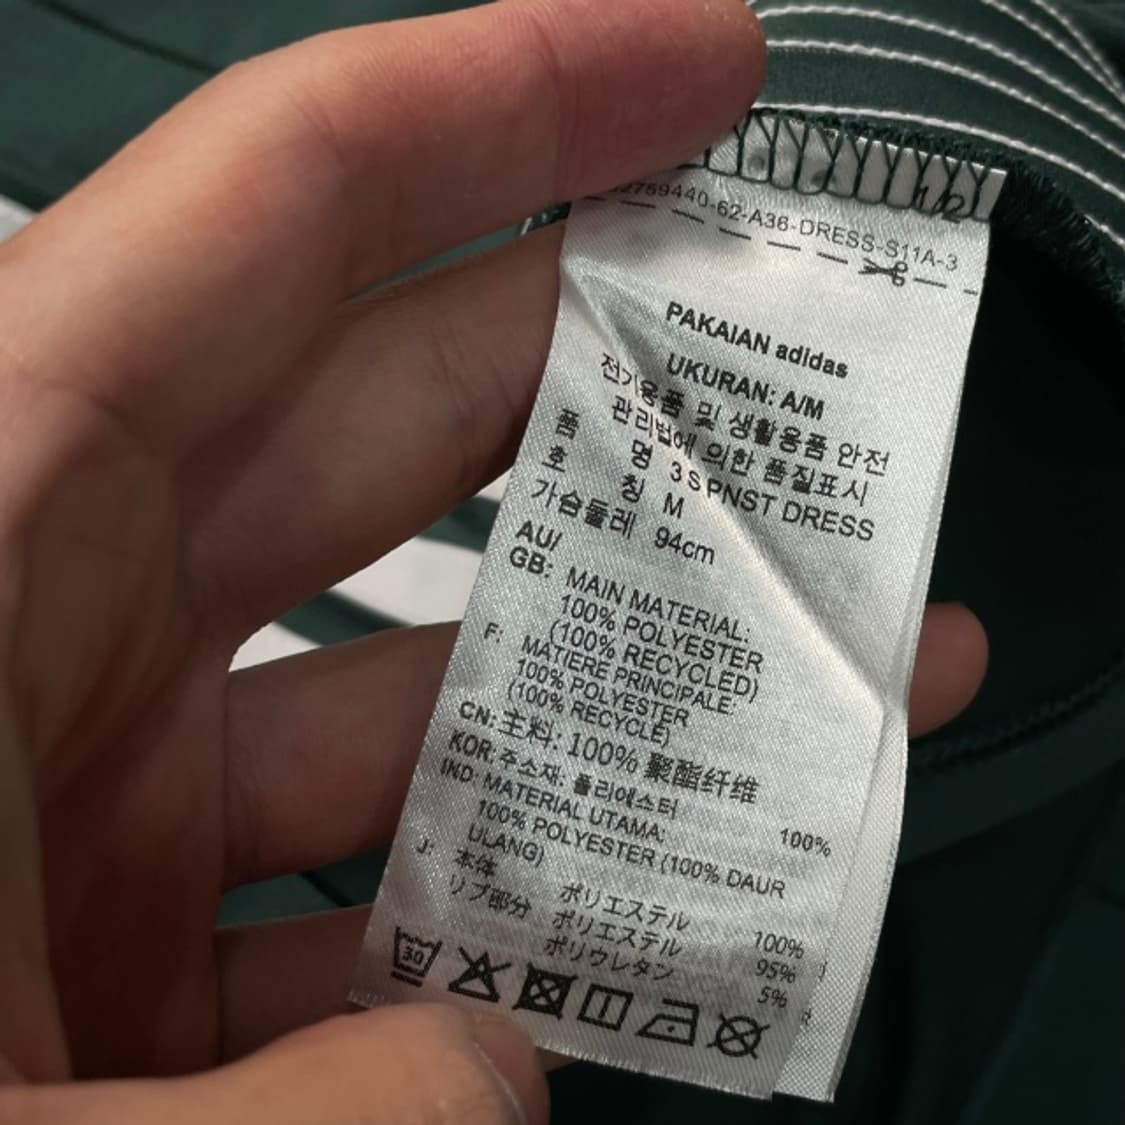 2759440-62-A36-DRESS-S11A-3
1/2
PAKAIAN adidas
UKURAN: A/M
전기용품 및 생활용품 안전
관리법에 의한 품질표시
품 명 3 S PNST DRESS
호 칭 M
가슴둘레 94cm
AU/
GB: MAIN MATERIAL:
100% POLYESTER
(100% RECYCLED)
F: MATIERE PRINCIPALE:
100% POLYESTER
(100% RECYCLE)
CN: 主料: 100% 聚酯纤维
KOR: 주소재: 폴리에스터 100%
IND: MATERIAL UTAMA:
100% POLYESTER (100% DAUR
ULANG)
J: 本体 ポリエステル 100%
リブ部分 ポリエステル 95%
ポリウレタン 5%
30